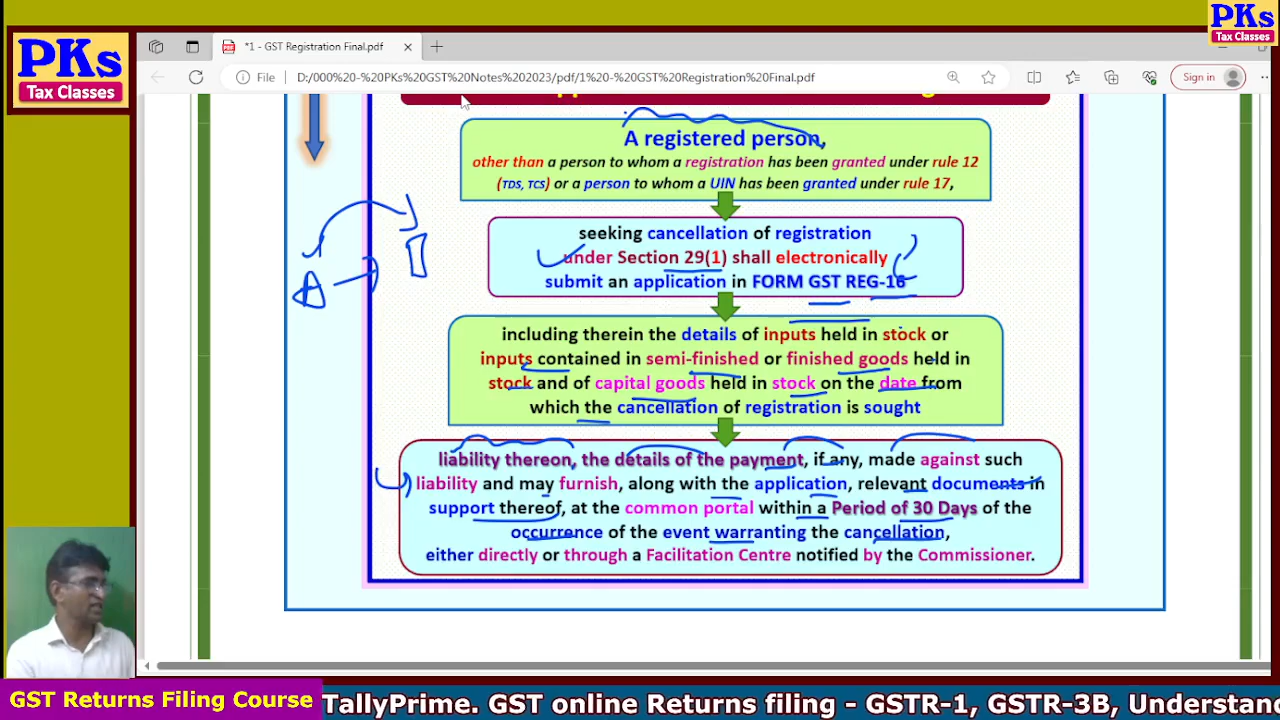 PKs
Tax Classes
PKs
Tax Classes
*1 - GST Registration Final.pdf
File
D:/000%20-%20PKs%20GST%20Notes%202023/pdf/1%20-%20GST%20Registration%20Final.pdf
Sign in
A registered person,
other than a person to whom a registration has been granted under rule 12
(TDS, TCS) or a person to whom a UIN has been granted under rule 17,
seeking cancellation of registration
under Section 29(1) shall electronically
submit an application in FORM GST REG-16
A
including therein the details of inputs held in stock or
inputs contained in semi-finished or finished goods held in
stock and of capital goods held in stock on the date from
which the cancellation of registration is sought
liability thereon, the details of the payment, if any, made against such
liability and may furnish, along with the application, relevant documents in
support thereof, at the common portal within a Period of 30 Days of the
occurrence of the event warranting the cancellation,
either directly or through a Facilitation Centre notified by the Commissioner.
GST Returns Filing Course
TallyPrime. GST online Returns filing - GSTR-1, GSTR-3B, Understand